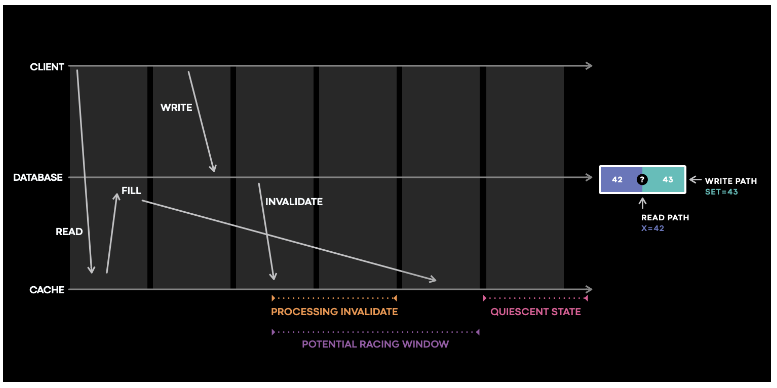 CLIENT
WRITE
DATABASE
FILL
INVALIDATE
READ
CACHE
PROCESSING INVALIDATE
QUIESCENT STATE
POTENTIAL RACING WINDOW
42 ? 43
WRITE PATH
SET=43
READ PATH
X=42